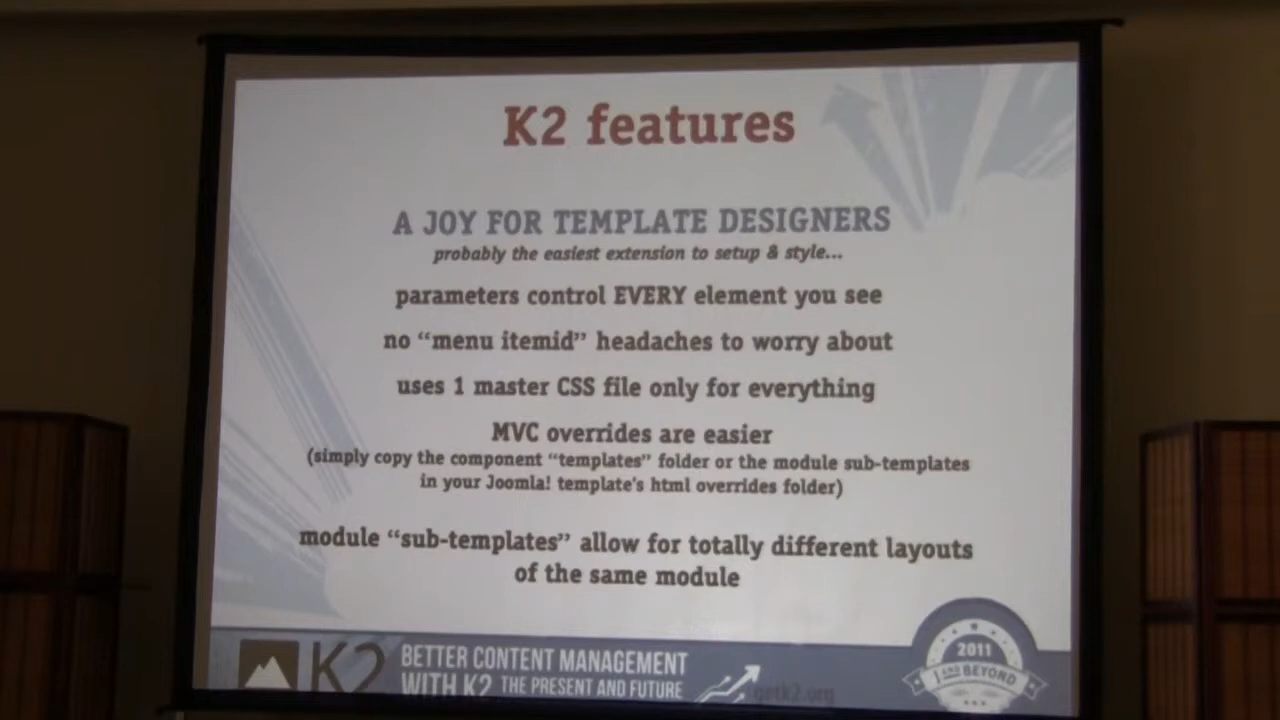 K2 features
A JOY FOR TEMPLATE DESIGNERS
probably the easiest extension to setup & style...
parameters control EVERY element you see
no “menu itemid” headaches to worry about
uses 1 master CSS file only for everything
MVC overrides are easier
(simply copy the component “templates” folder or the module sub-templates
in your Joomla! template's html overrides folder)
module “sub-templates” allow for totally different layouts
of the same module
K2
BETTER CONTENT MANAGEMENT
WITH K2 THE PRESENT AND FUTURE
getk2.org
2011
J AND BEYOND